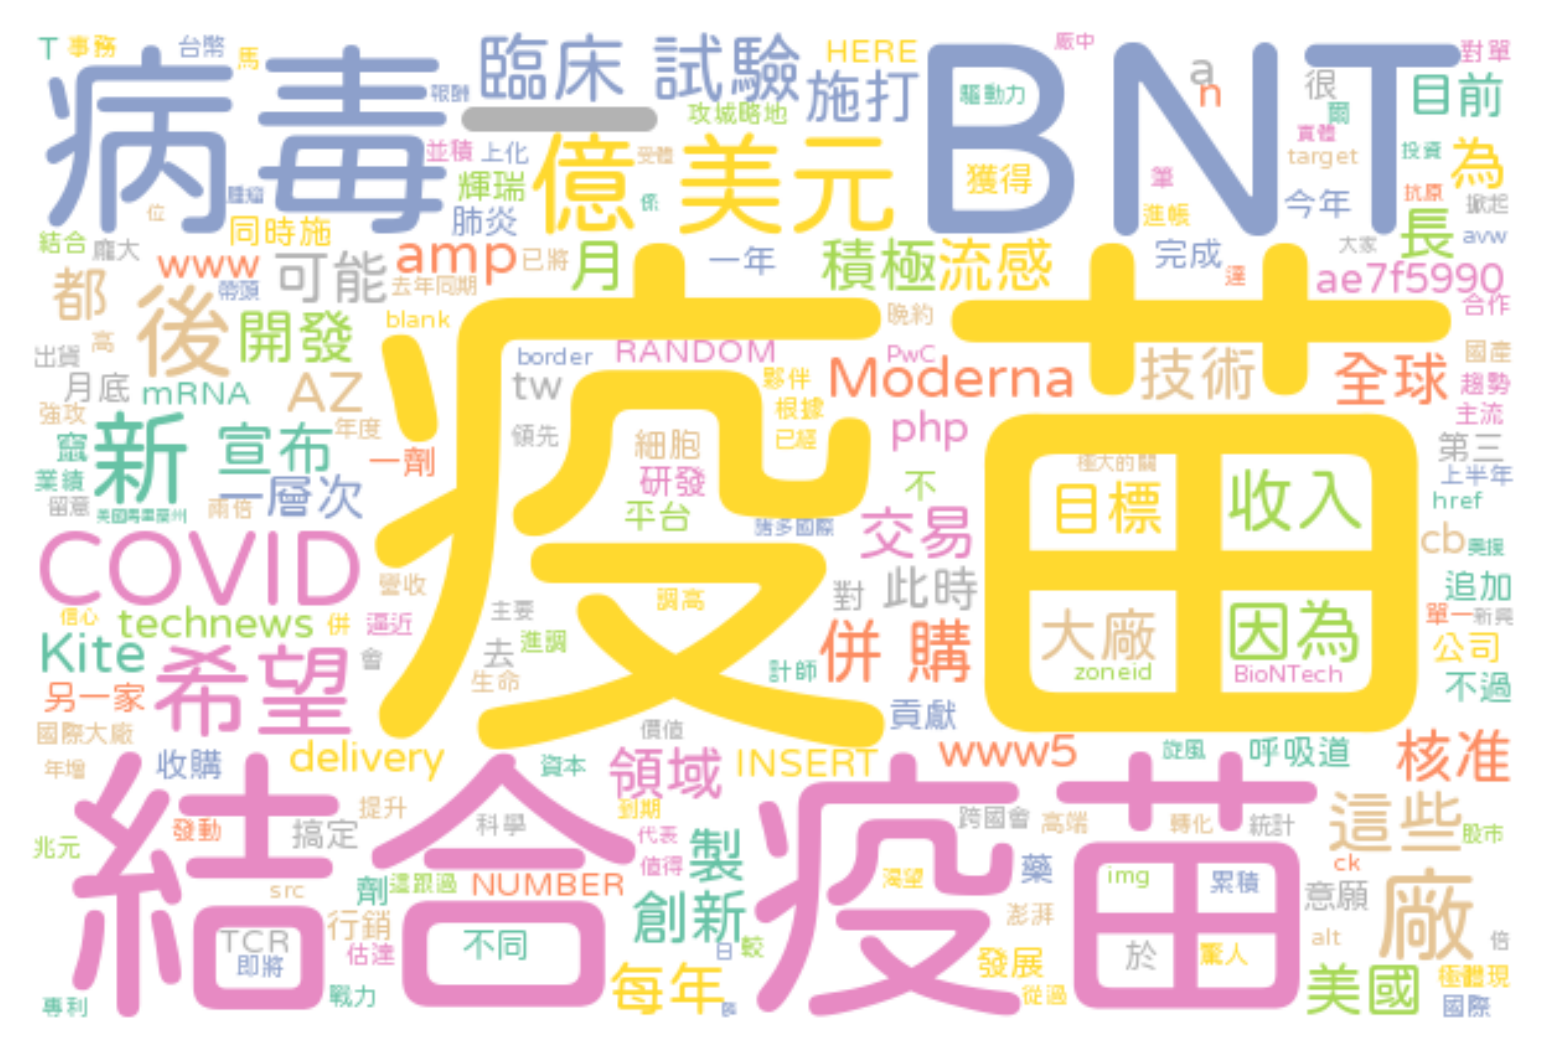 T
事務
台幣
馬
報酬
病毒
臨床 試驗
HERE
施打
攻城略地
BNT
驅動力
獲得
廠中
a
n
很
爾
對單
目前
實體
target
投資
為
並積
上化
億 美元
受體
輝瑞
肺炎
係
腫瘤
位
同時施
筆
進帳
今年
抗原
掀起
長
avw
結合
龐大
www
可能
amp
已將
月
一年
積極
流感
完成
達
大家
ae7f5990
合作
都
後
帶頭
去年同期
開發
blank
晚約
疫苗
出貨
高
月底
mRNA
AZ
border
RANDOM
tw
夥伴
根據
已經
PwC
Moderna
技術
全球
國產
趨勢
主流
強攻
新
宣布
年度
一劑
領先
細胞
研發
平台
php
不
竄
業績
留意
美國馬里蘭州
兩倍
一層次
諸多國際
交易
目標
收入
第三
上半年
href
cb
奧援
COVID
營收
主要
調高
對
此時
追加
信心
technews
併
逼近
去
進調
併 購
大廠
因為
單一
新興
公司
Kite
希望
會
生命
計師
zoneid
BioNTech
不過
另一家
貢獻
國際大廠
年增
收購
delivery
價值
資本
領域
INSERT
www5
旋風
呼吸道
核准
結合
疫苗
發動
搞定
提升
科學
到期
代表
值得
製
跨國會
高端
轉化
統計
這些
股市
兆元
src
劑
這跟過
NUMBER
創新
渴望
藥
img
累積
ck
意願
廠
TCR
即將
行銷
估達
不同
日
較
澎湃
發展
於
驚人
alt
倍
專利
戰力
每年
從過
美國
極體現
國際